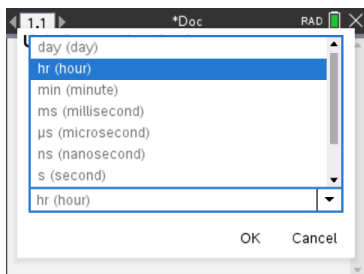 1.1 *Doc RAD
day (day)
hr (hour)
min (minute)
ms (millisecond)
µs (microsecond)
ns (nanosecond)
s (second)
hr (hour)
OK Cancel